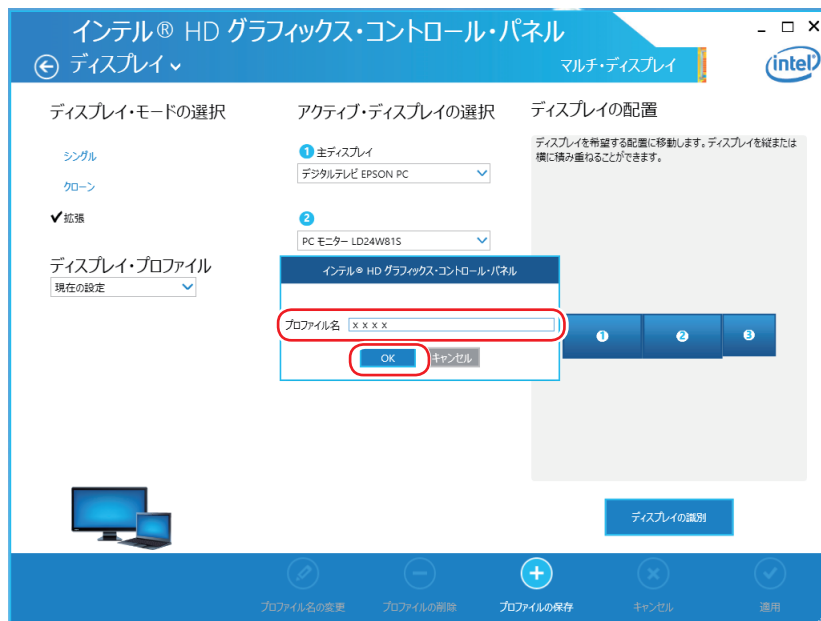 インテル® HD グラフィックス・コントロール・パネル
ディスプレイ
マルチ・ディスプレイ
intel
ディスプレイ・モードの選択
シングル
クローン
拡張
ディスプレイ・プロファイル
現在の設定
アクティブ・ディスプレイの選択
1 主ディスプレイ
デジタルテレビ EPSON PC
2
PC モニター LD24W81S
ディスプレイの配置
ディスプレイを希望する配置に移動します。ディスプレイを縦または
横に積み重ねることができます。
1 2 3
インテル® HD グラフィックス・コントロール・パネル
プロファイル名 x x x x
OK キャンセル
ディスプレイの識別
プロファイル名の変更 プロファイルの削除 プロファイルの保存 キャンセル 適用